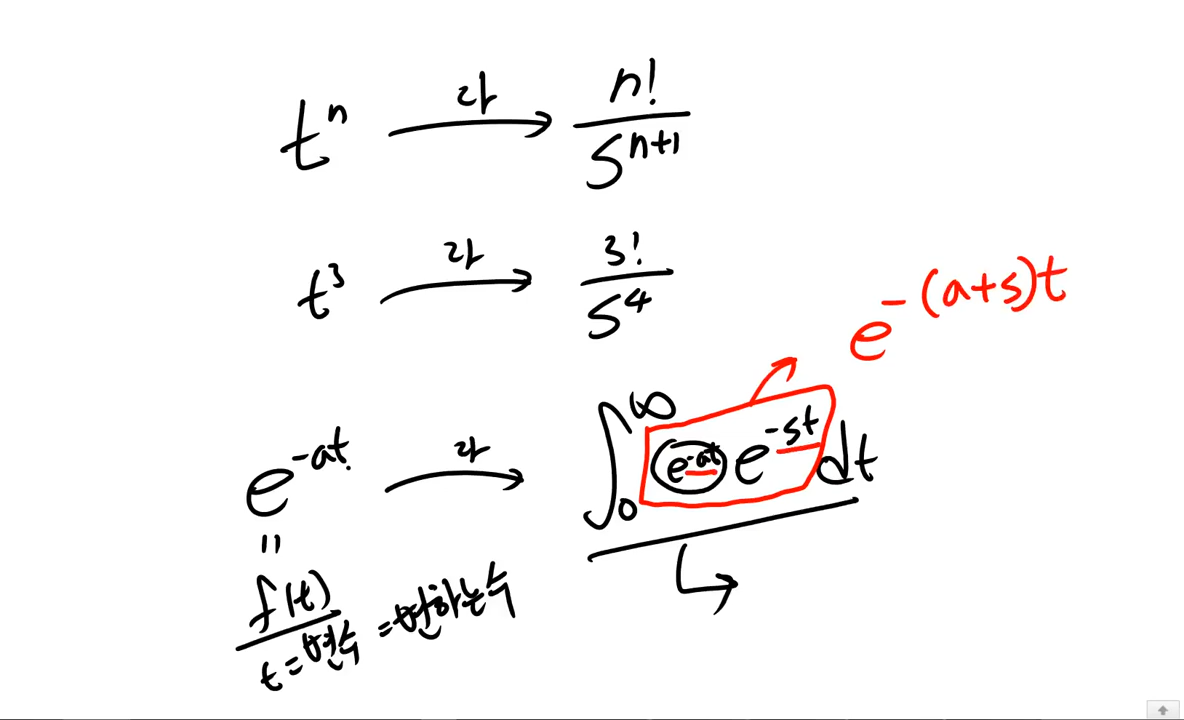 tⁿ 라→ n!/Sⁿ⁺¹
t³ 라→ 3!/S⁴
e^-(a+s)t
e^-at 라→ ∫₀^∞ e^-at e^-st dt
=
f(t)
t=변수 =변하는수